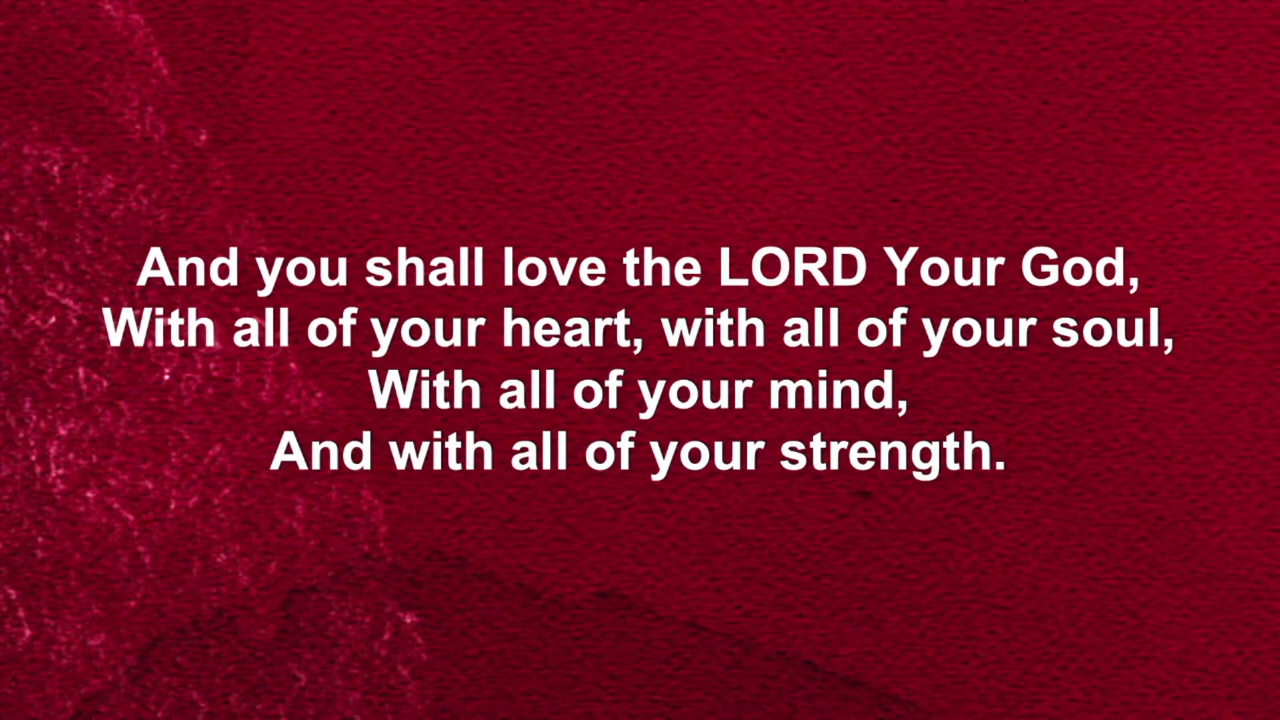 And you shall love the LORD Your God,
With all of your heart, with all of your soul,
With all of your mind,
And with all of your strength.